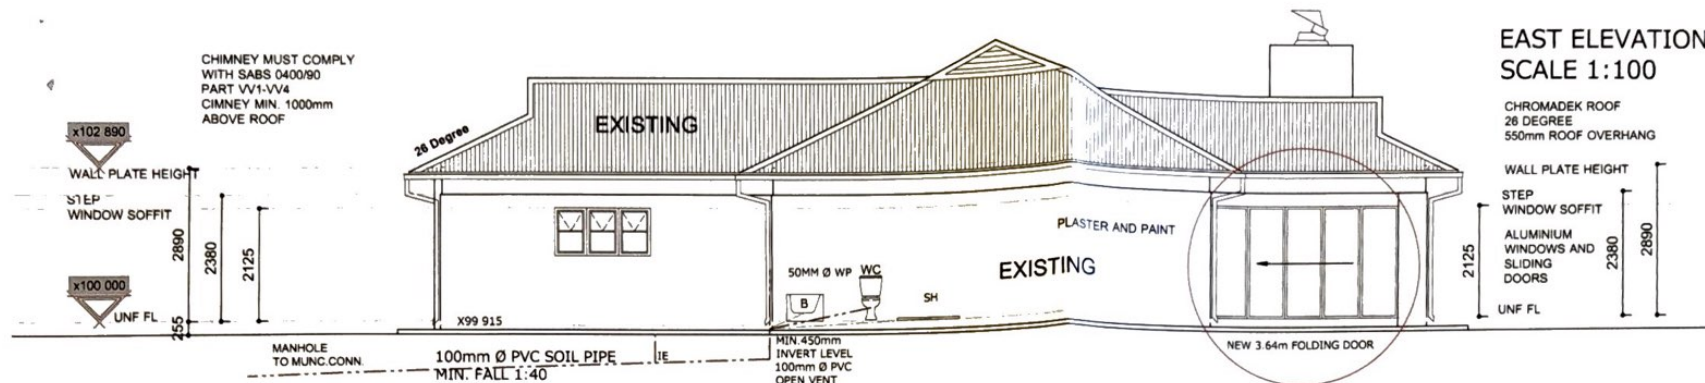 CHIMNEY MUST COMPLY
WITH SABS 0400/90
PART VV1-VV4
CIMNEY MIN. 1000mm
ABOVE ROOF
x102 890
WALL PLATE HEIGHT
STEP
WINDOW SOFFIT
2890
2380
2125
x100 000
UNF FL
255
26 Degree
EXISTING
X99 915
MANHOLE
TO MUNC.CONN.
100mm Ø PVC SOIL PIPE
MIN. FALL 1:40
IE
50MM Ø WP
WC
B
SH
MIN.450mm
INVERT LEVEL
100mm Ø PVC
OPEN VENT
PLASTER AND PAINT
EXISTING
NEW 3.64m FOLDING DOOR
EAST ELEVATION
SCALE 1:100
CHROMADEK ROOF
26 DEGREE
550mm ROOF OVERHANG
WALL PLATE HEIGHT
STEP
WINDOW SOFFIT
ALUMINIUM
WINDOWS AND
SLIDING
DOORS
UNF FL
2125
2380
2890